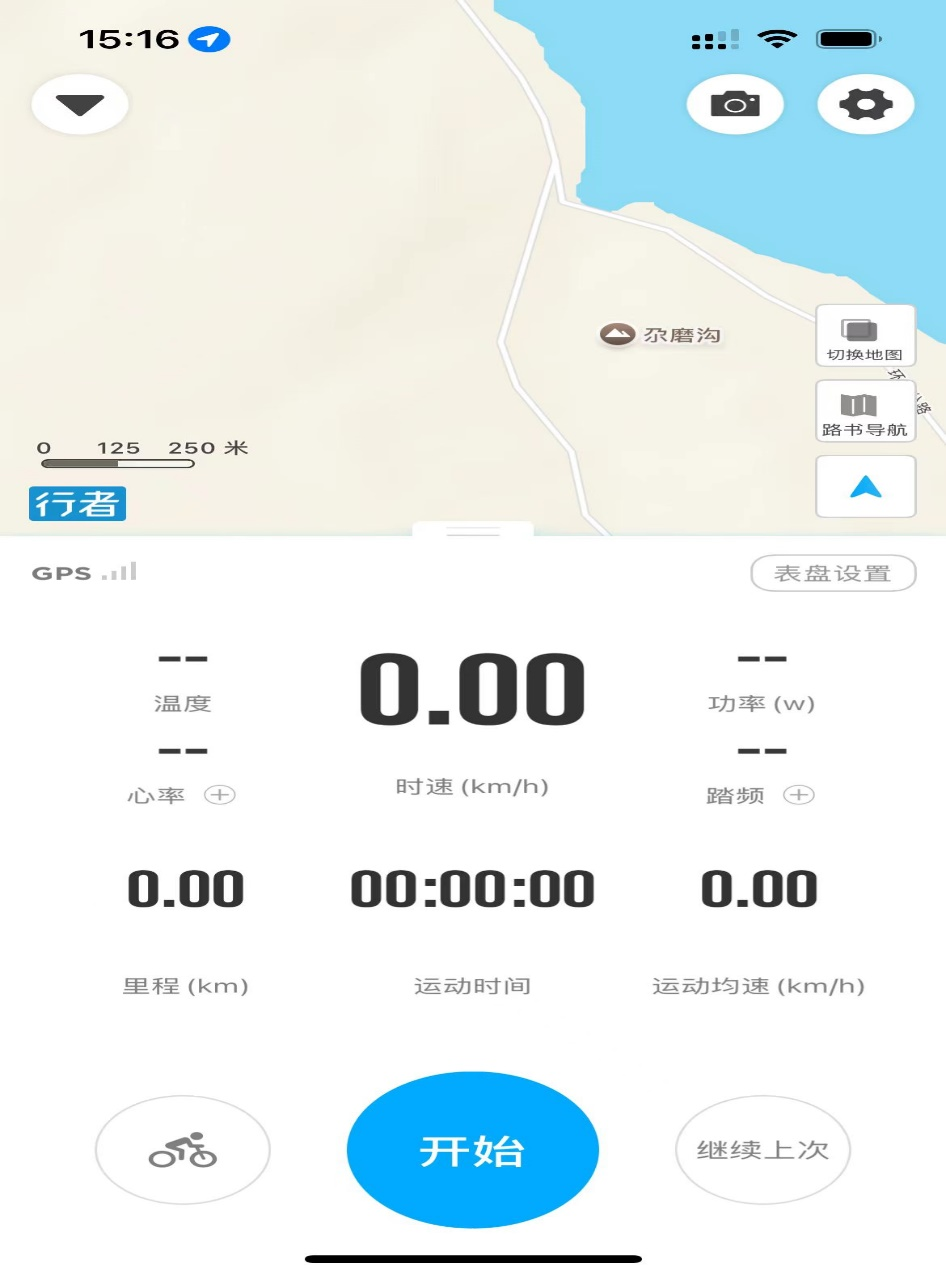 15:16
尕磨沟
切换地图
路书导航
0 125 250 米
行者
GPS
表盘设置
--
0.00
--
温度
功率 (w)
--
--
时速 (km/h)
心率
踏频
0.00
00:00:00
0.00
里程 (km)
运动时间
运动均速 (km/h)
开始
继续上次